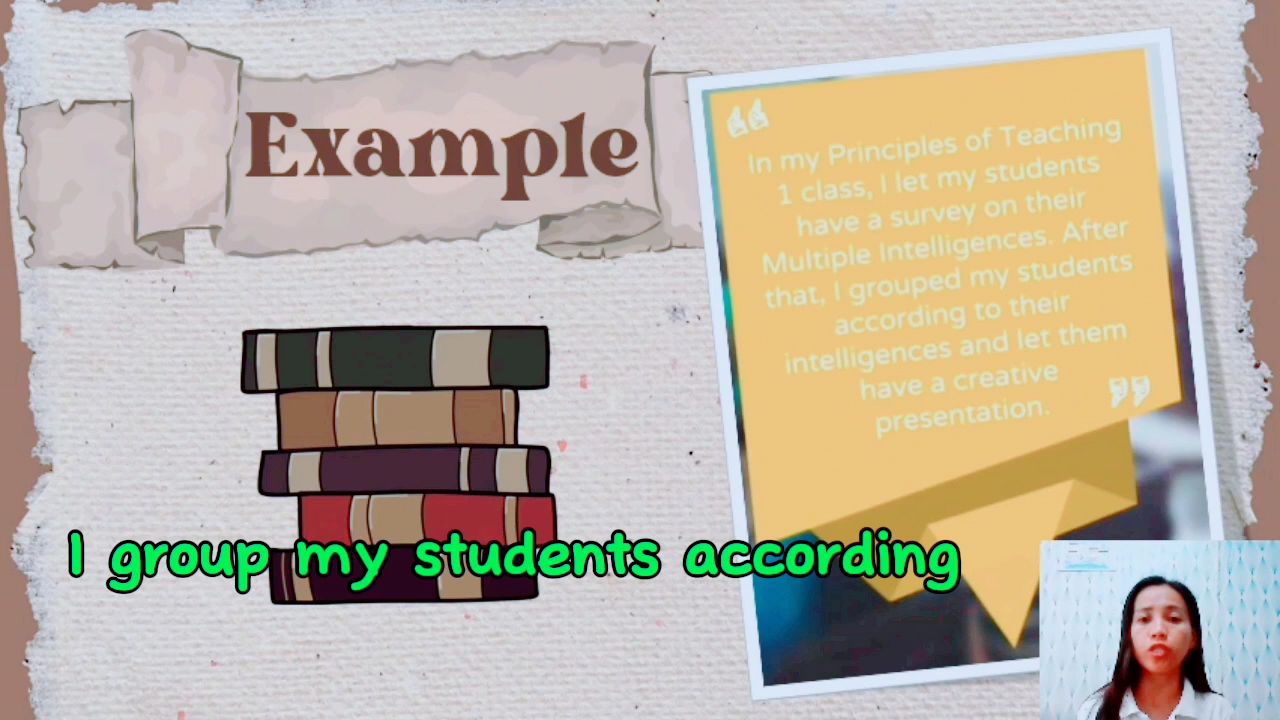 Example
“
In my Principles of Teaching
1 class, I let my students
have a survey on their
Multiple Intelligences. After
that, I grouped my students
according to their
intelligences and let them
have a creative
presentation.
”
I group my students according